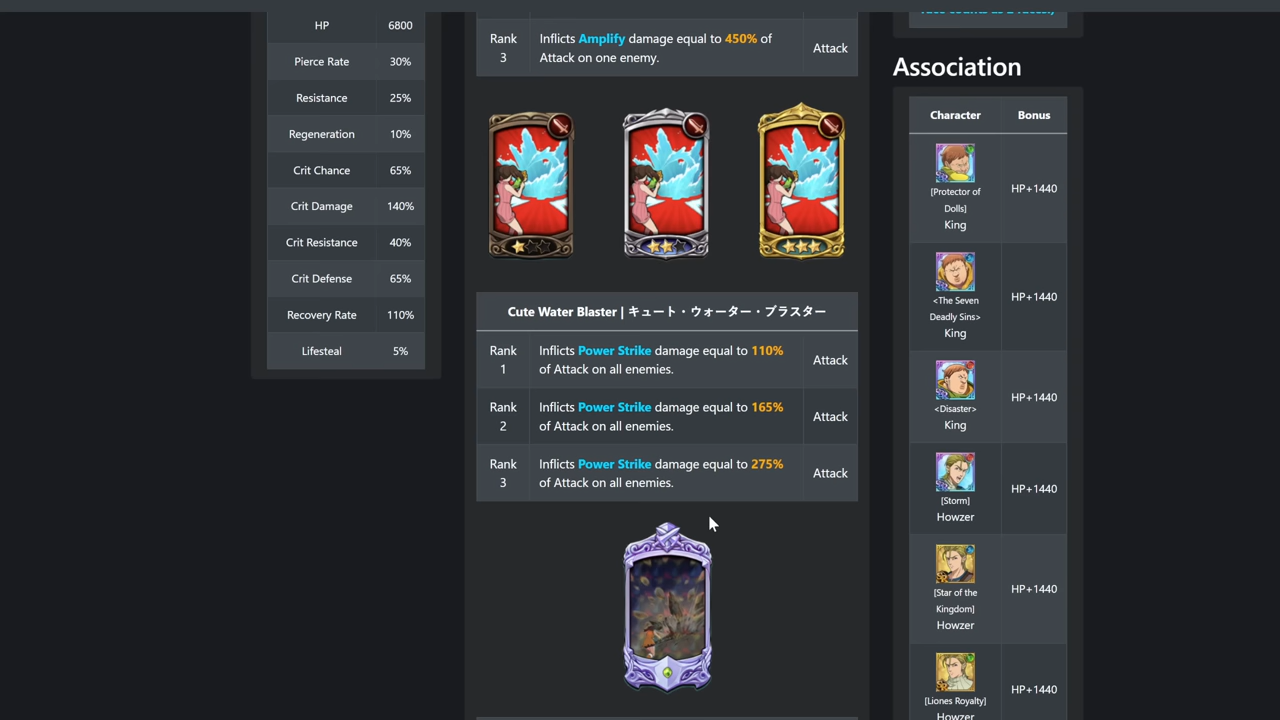 HP 6800
Pierce Rate 30%
Resistance 25%
Regeneration 10%
Crit Chance 65%
Crit Damage 140%
Crit Resistance 40%
Crit Defense 65%
Recovery Rate 110%
Lifesteal 5%
Rank 3
Inflicts Amplify damage equal to 450% of
Attack on one enemy.
Attack
Cute Water Blaster | キュート・ウォーター・ブラスター
Rank 1
Inflicts Power Strike damage equal to 110%
of Attack on all enemies.
Attack
Rank 2
Inflicts Power Strike damage equal to 165%
of Attack on all enemies.
Attack
Rank 3
Inflicts Power Strike damage equal to 275%
of Attack on all enemies.
Attack
Association
Character Bonus
[Protector of
Dolls]
King
HP+1440
<The Seven
Deadly Sins>
King
HP+1440
<Disaster>
King
HP+1440
[Storm]
Howzer
HP+1440
[Star of the
Kingdom]
Howzer
HP+1440
[Liones Royalty]
Howzer
HP+1440